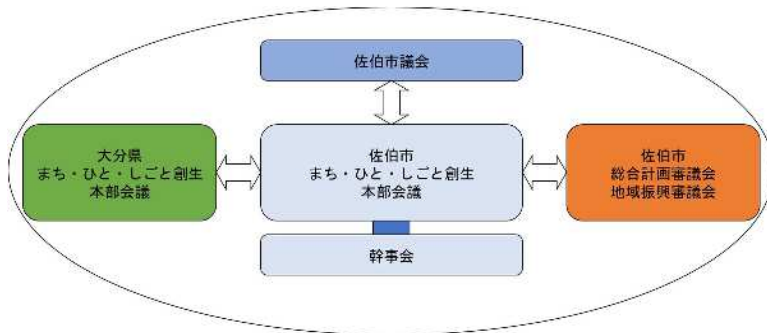 佐伯市議会
大分県
まち・ひと・しごと創生
本部会議
佐伯市
まち・ひと・しごと創生
本部会議
佐伯市
総合計画審議会
地域振興審議会
幹事会